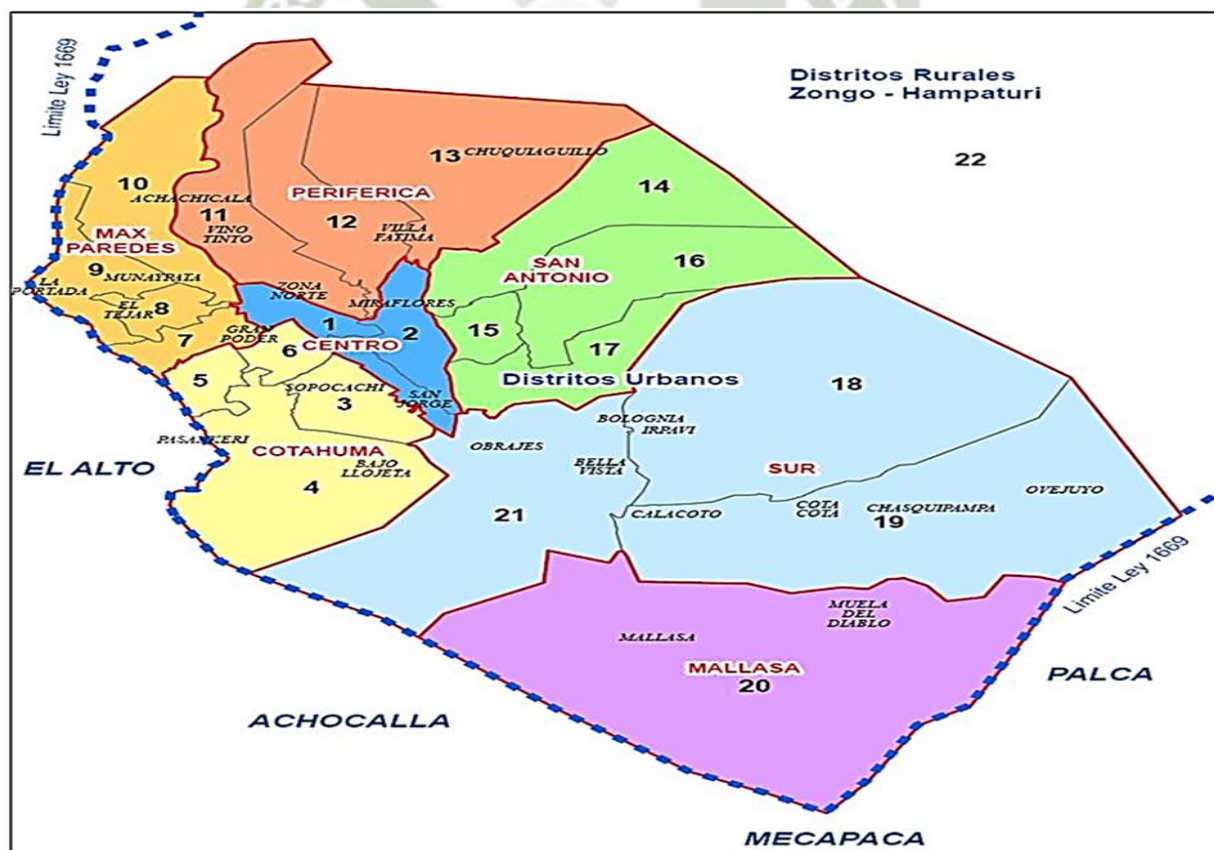 Limite Ley 1669
Distritos Rurales
Zongo - Hampaturi
22
13
CHUQUIAGUILLO
14
10
ACHACHICALA
PERIFERICA
11
12
VINO
TINTO
VILLA
FATIMA
MAX
PAREDES
SAN
ANTONIO
16
9
MUNAYPATA
LA
PORTADA
ZONA
NORTE
MIRAFLORES
EL
TEJAR
8
7
GRAN
PODER
1
2
CENTRO
6
15
17
Distritos Urbanos
18
5
SOPOCACHI
3
SAN
JORGE
BOLOGNIA
IRPAVI
PASANKERI
COTAHUMA
OBRAJES
EL ALTO
BAJO
LLOJETA
BELLA
VISTA
SUR
4
21
CALACOTO
COTA
COTA
CHASQUIPAMPA
19
OVEJUYO
Limite Ley 1669
MUELA
DEL
DIABLO
MALLASA
MALLASA
20
PALCA
ACHOCALLA
MECAPACA